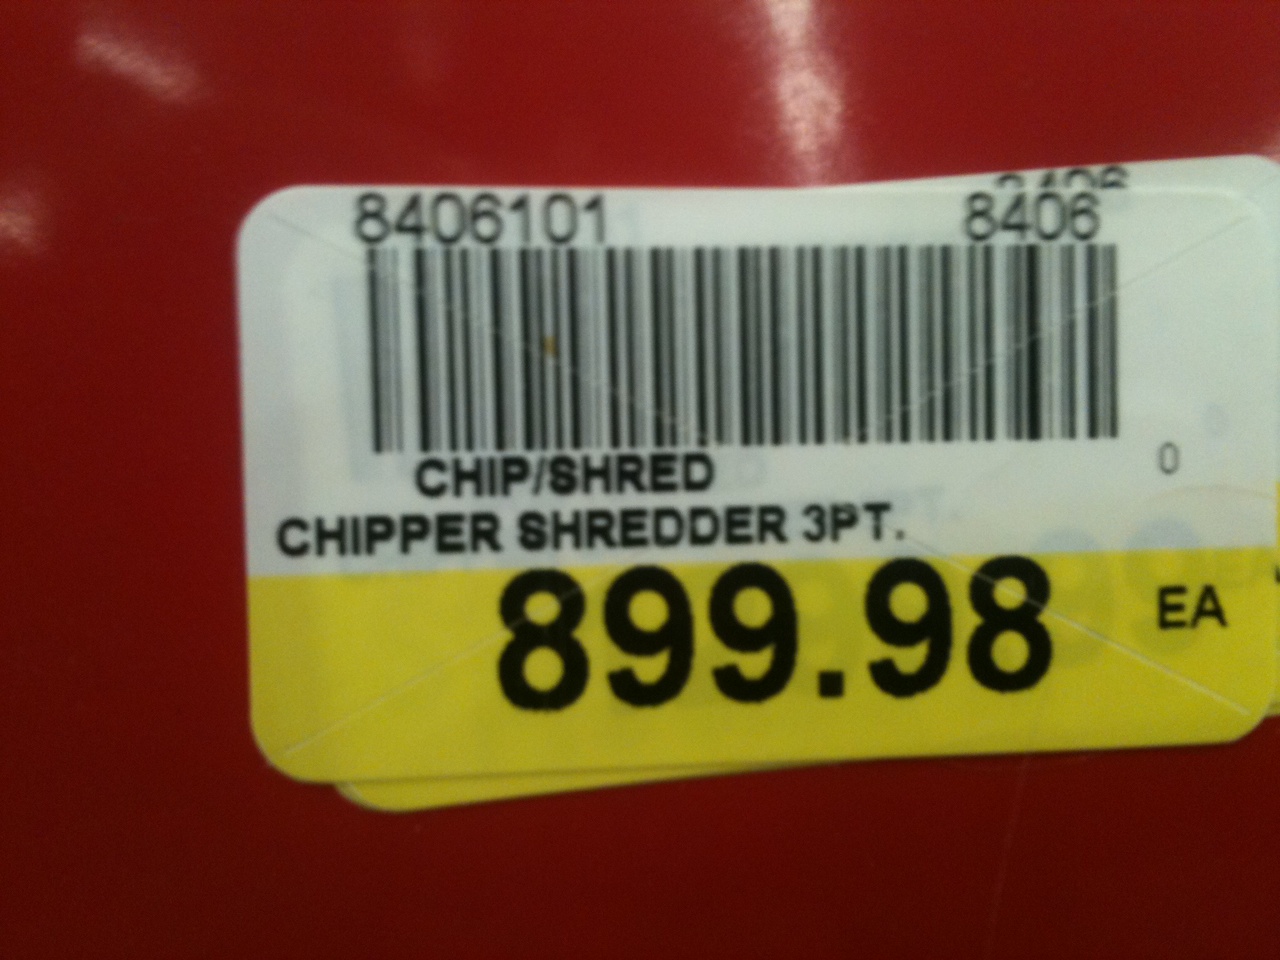 8406101 8406
CHIP/SHRED
0
CHIPPER SHREDDER 3PT.
899.98 EA